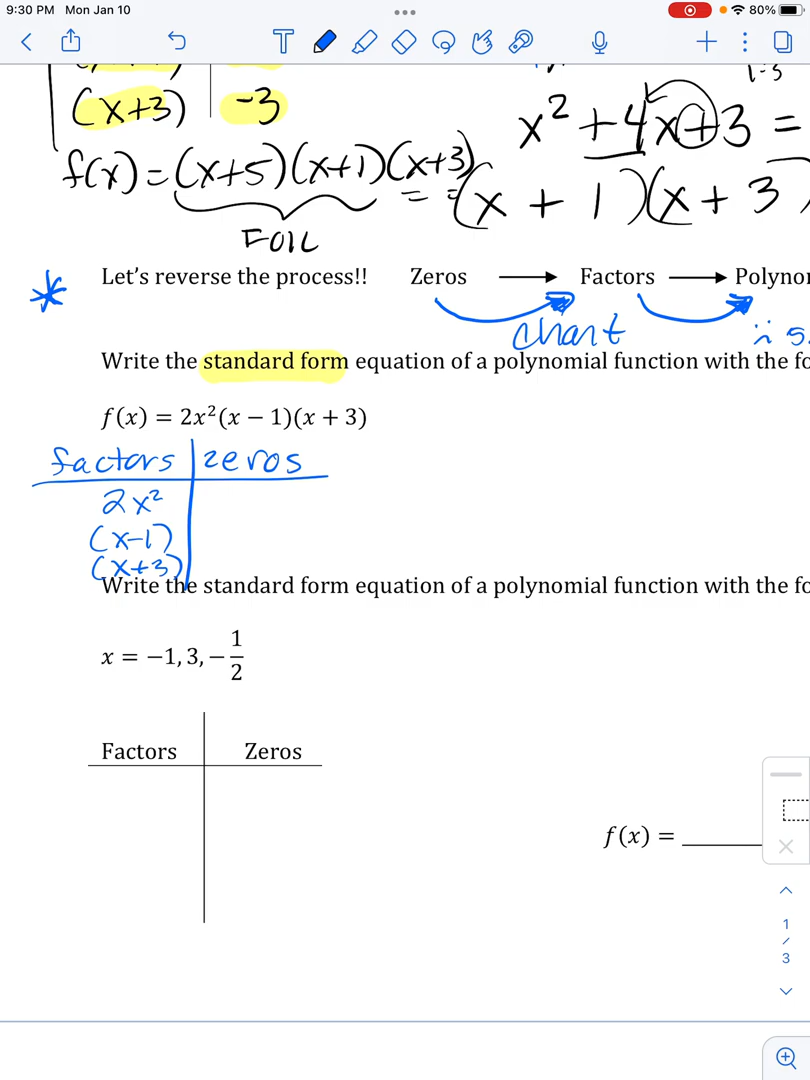 9:30 PM Mon Jan 10 80%
(x+3) -3
x² +4x+3 =
f(x) = (x+5)(x+1)(x+3)
= = (x + 1)(x + 3)
FOIL
Let's reverse the process!! Zeros → Factors → Polyno
chart
Write the standard form equation of a polynomial function with the fo
f(x) = 2x²(x − 1)(x + 3)
factors zeros
2x²
(x-1)
(x+3)
Write the standard form equation of a polynomial function with the fo
x = −1, 3, −1/2
Factors Zeros
f(x) =
1
/
3